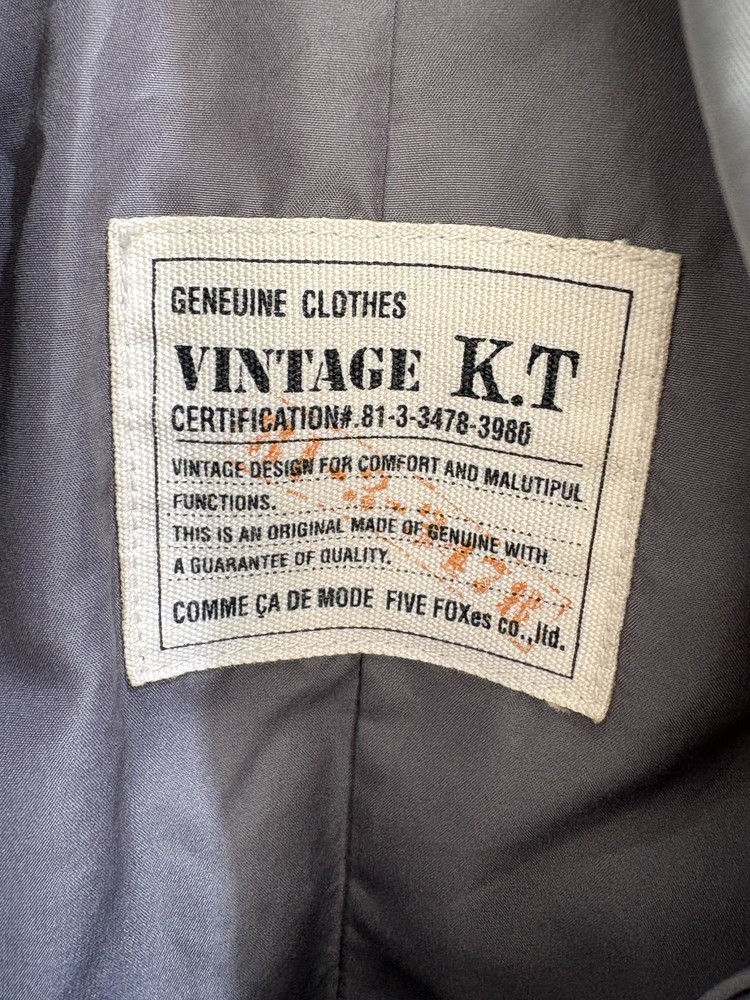 GENEUINE CLOTHES
VINTAGE K.T
CERTIFICATION#.81-3-3478-3980
VINTAGE DESIGN FOR COMFORT AND MALUTIPUL
FUNCTIONS.
THIS IS AN ORIGINAL MADE OF GENUINE WITH
A GUARANTEE OF QUALITY.
COMME ÇA DE MODE FIVE FOXes co.,ltd.